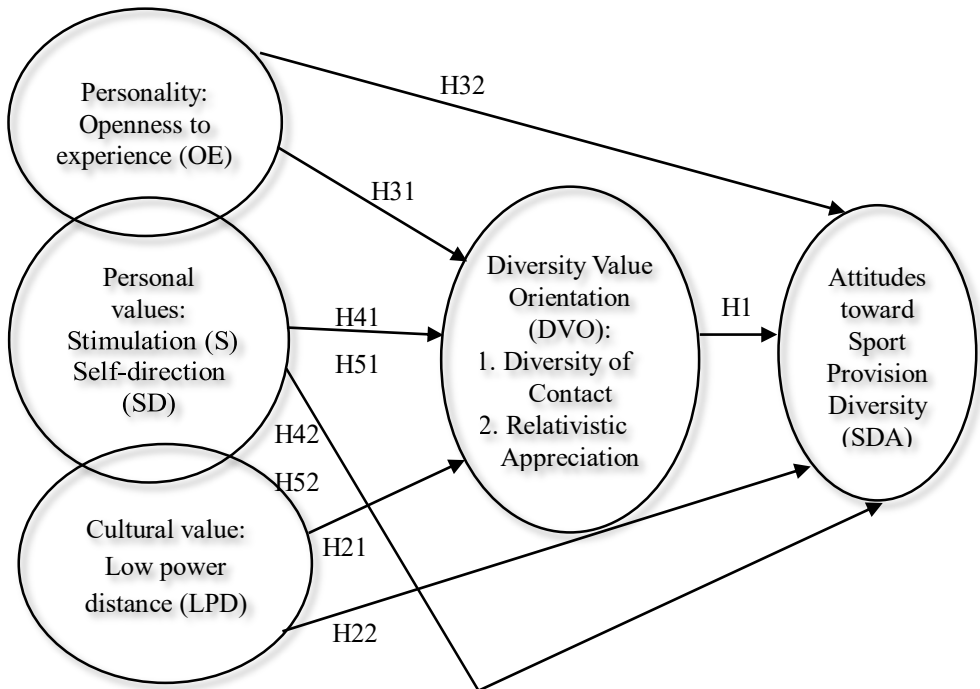 H32
Personality:
Openness to
experience (OE)
H31
Personal
values:
Stimulation (S)
Self-direction
(SD)
H41
H51
H42
H52
Diversity Value
Orientation
(DVO):
1. Diversity of
Contact
2. Relativistic
Appreciation
H1
Attitudes
toward
Sport
Provision
Diversity
(SDA)
Cultural value:
Low power
distance (LPD)
H21
H22